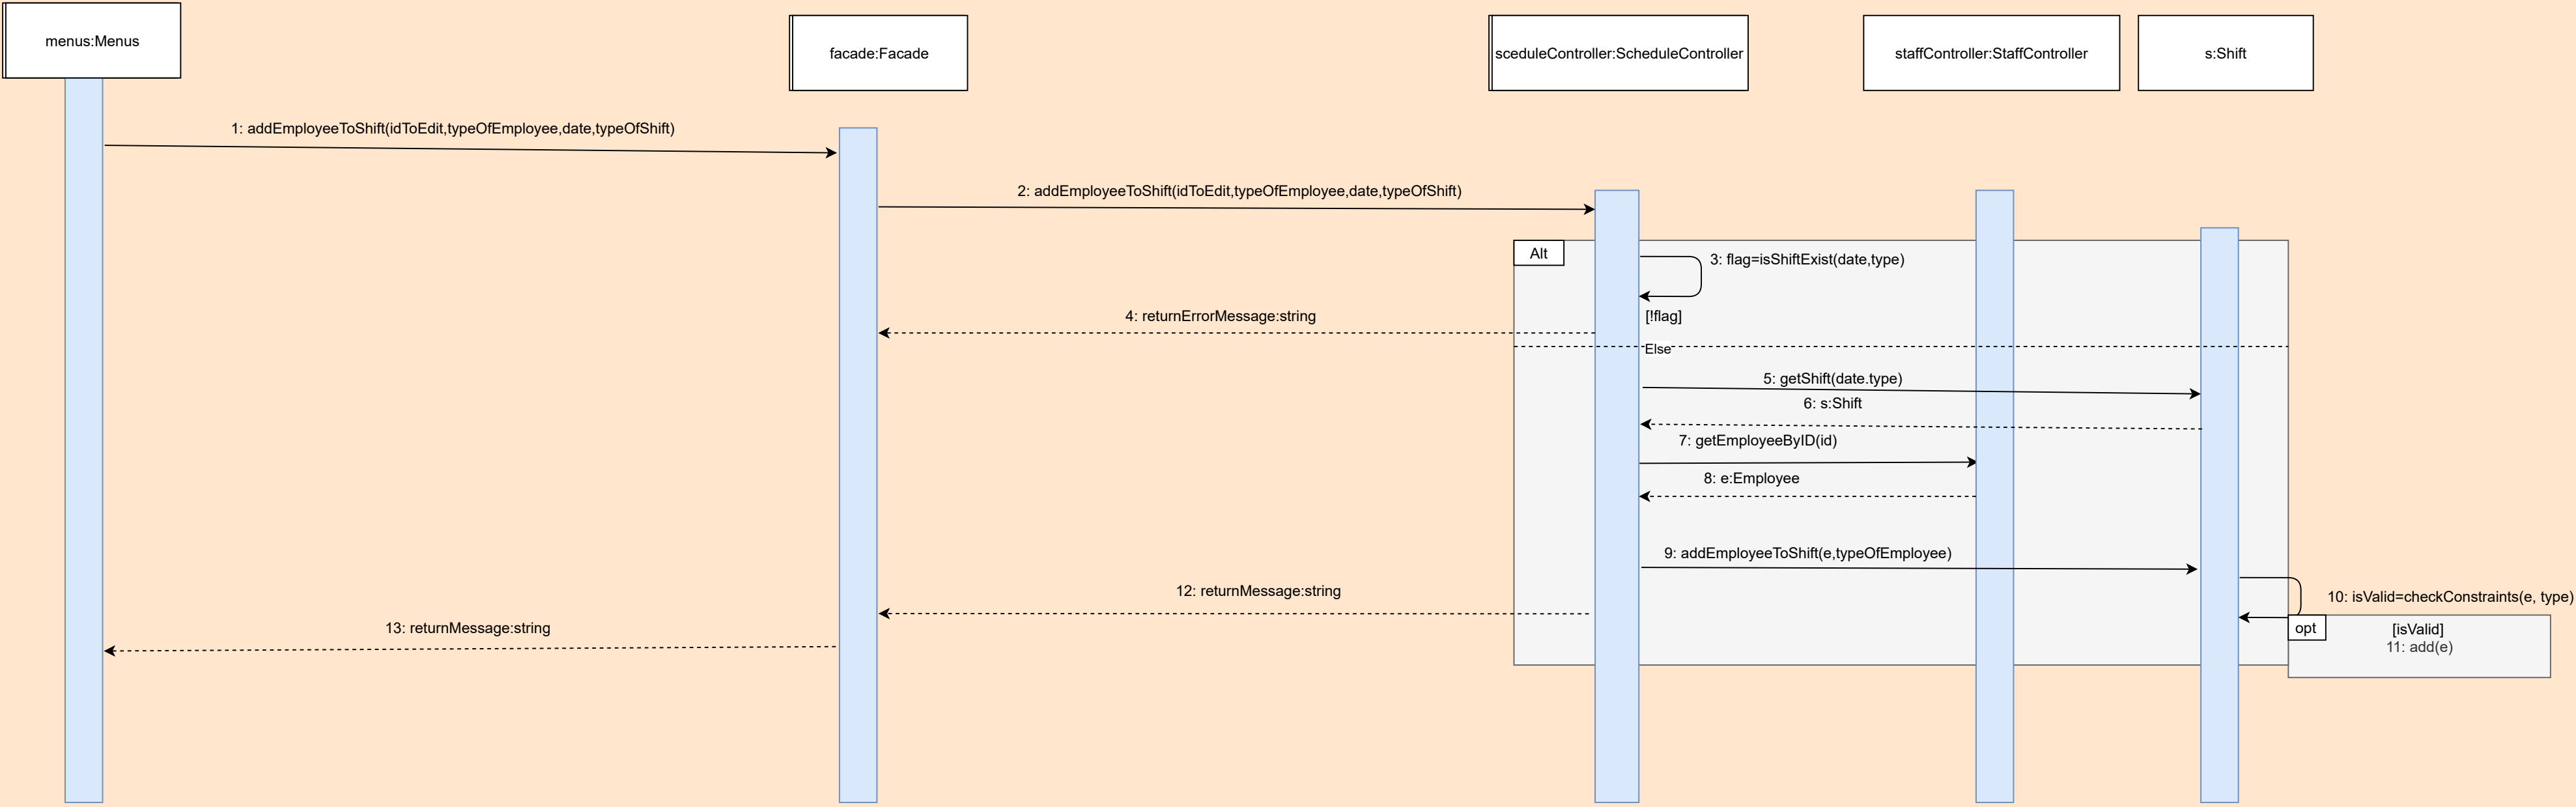 menus:Menus
facade:Facade
sceduleController:ScheduleController
staffController:StaffController
s:Shift
1: addEmployeeToShift(idToEdit,typeOfEmployee,date,typeOfShift)
2: addEmployeeToShift(idToEdit,typeOfEmployee,date,typeOfShift)
Alt
3: flag=isShiftExist(date,type)
4: returnErrorMessage:string
[!flag]
Else
5: getShift(date.type)
6: s:Shift
7: getEmployeeByID(id)
8: e:Employee
9: addEmployeeToShift(e,typeOfEmployee)
12: returnMessage:string
10: isValid=checkConstraints(e, type)
13: returnMessage:string
opt
[isValid]
11: add(e)